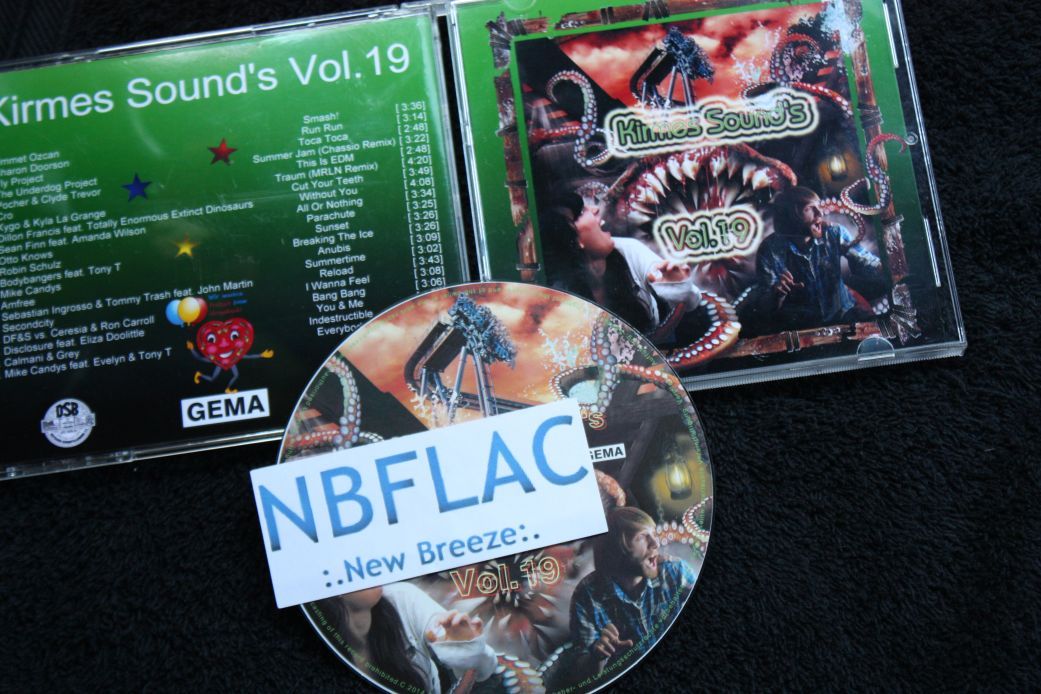 Kirmes Sound's Vol.19
Ummet Ozcan
Sharon Doorson
Fly Project
The Underdog Project
Pocher & Clyde Trevor
Cro
Kygo & Kyla La Grange
Dillon Francis feat. Totally Enormous Extinct Dinosaurs
Sean Finn feat. Amanda Wilson
Otto Knows
Robin Schulz
Bodybangers feat. Tony T
Mike Candys
Amfree
Sebastian Ingrosso & Tommy Trash feat. John Martin
Secondcity
DF&S vs. Ceresia & Ron Carroll
Disclosure feat. Eliza Doolittle
Calmani & Grey
Mike Candys feat. Evelyn & Tony T
Smash!
Run Run
Toca Toca
Summer Jam (Chassio Remix)
This Is EDM
Traum (MRLN Remix)
Cut Your Teeth
Without You
All Or Nothing
Parachute
Sunset
Breaking The Ice
Anubis
Summertime
Reload
I Wanna Feel
Bang Bang
You & Me
Indestructible
Everybody
[ 3:36]
[ 3:14]
[ 2:48]
[ 3:22]
[ 2:48]
[ 4:20]
[ 3:49]
[ 4:08]
[ 3:34]
[ 3:25]
[ 3:26]
[ 3:26]
[ 3:09]
[ 3:02]
[ 3:43]
[ 3:08]
[ 3:06]
DSB
GEMA
Kirmes Sound's
Vol.19
GEMA
NBFLAC
:.New Breeze:.
Vol.19